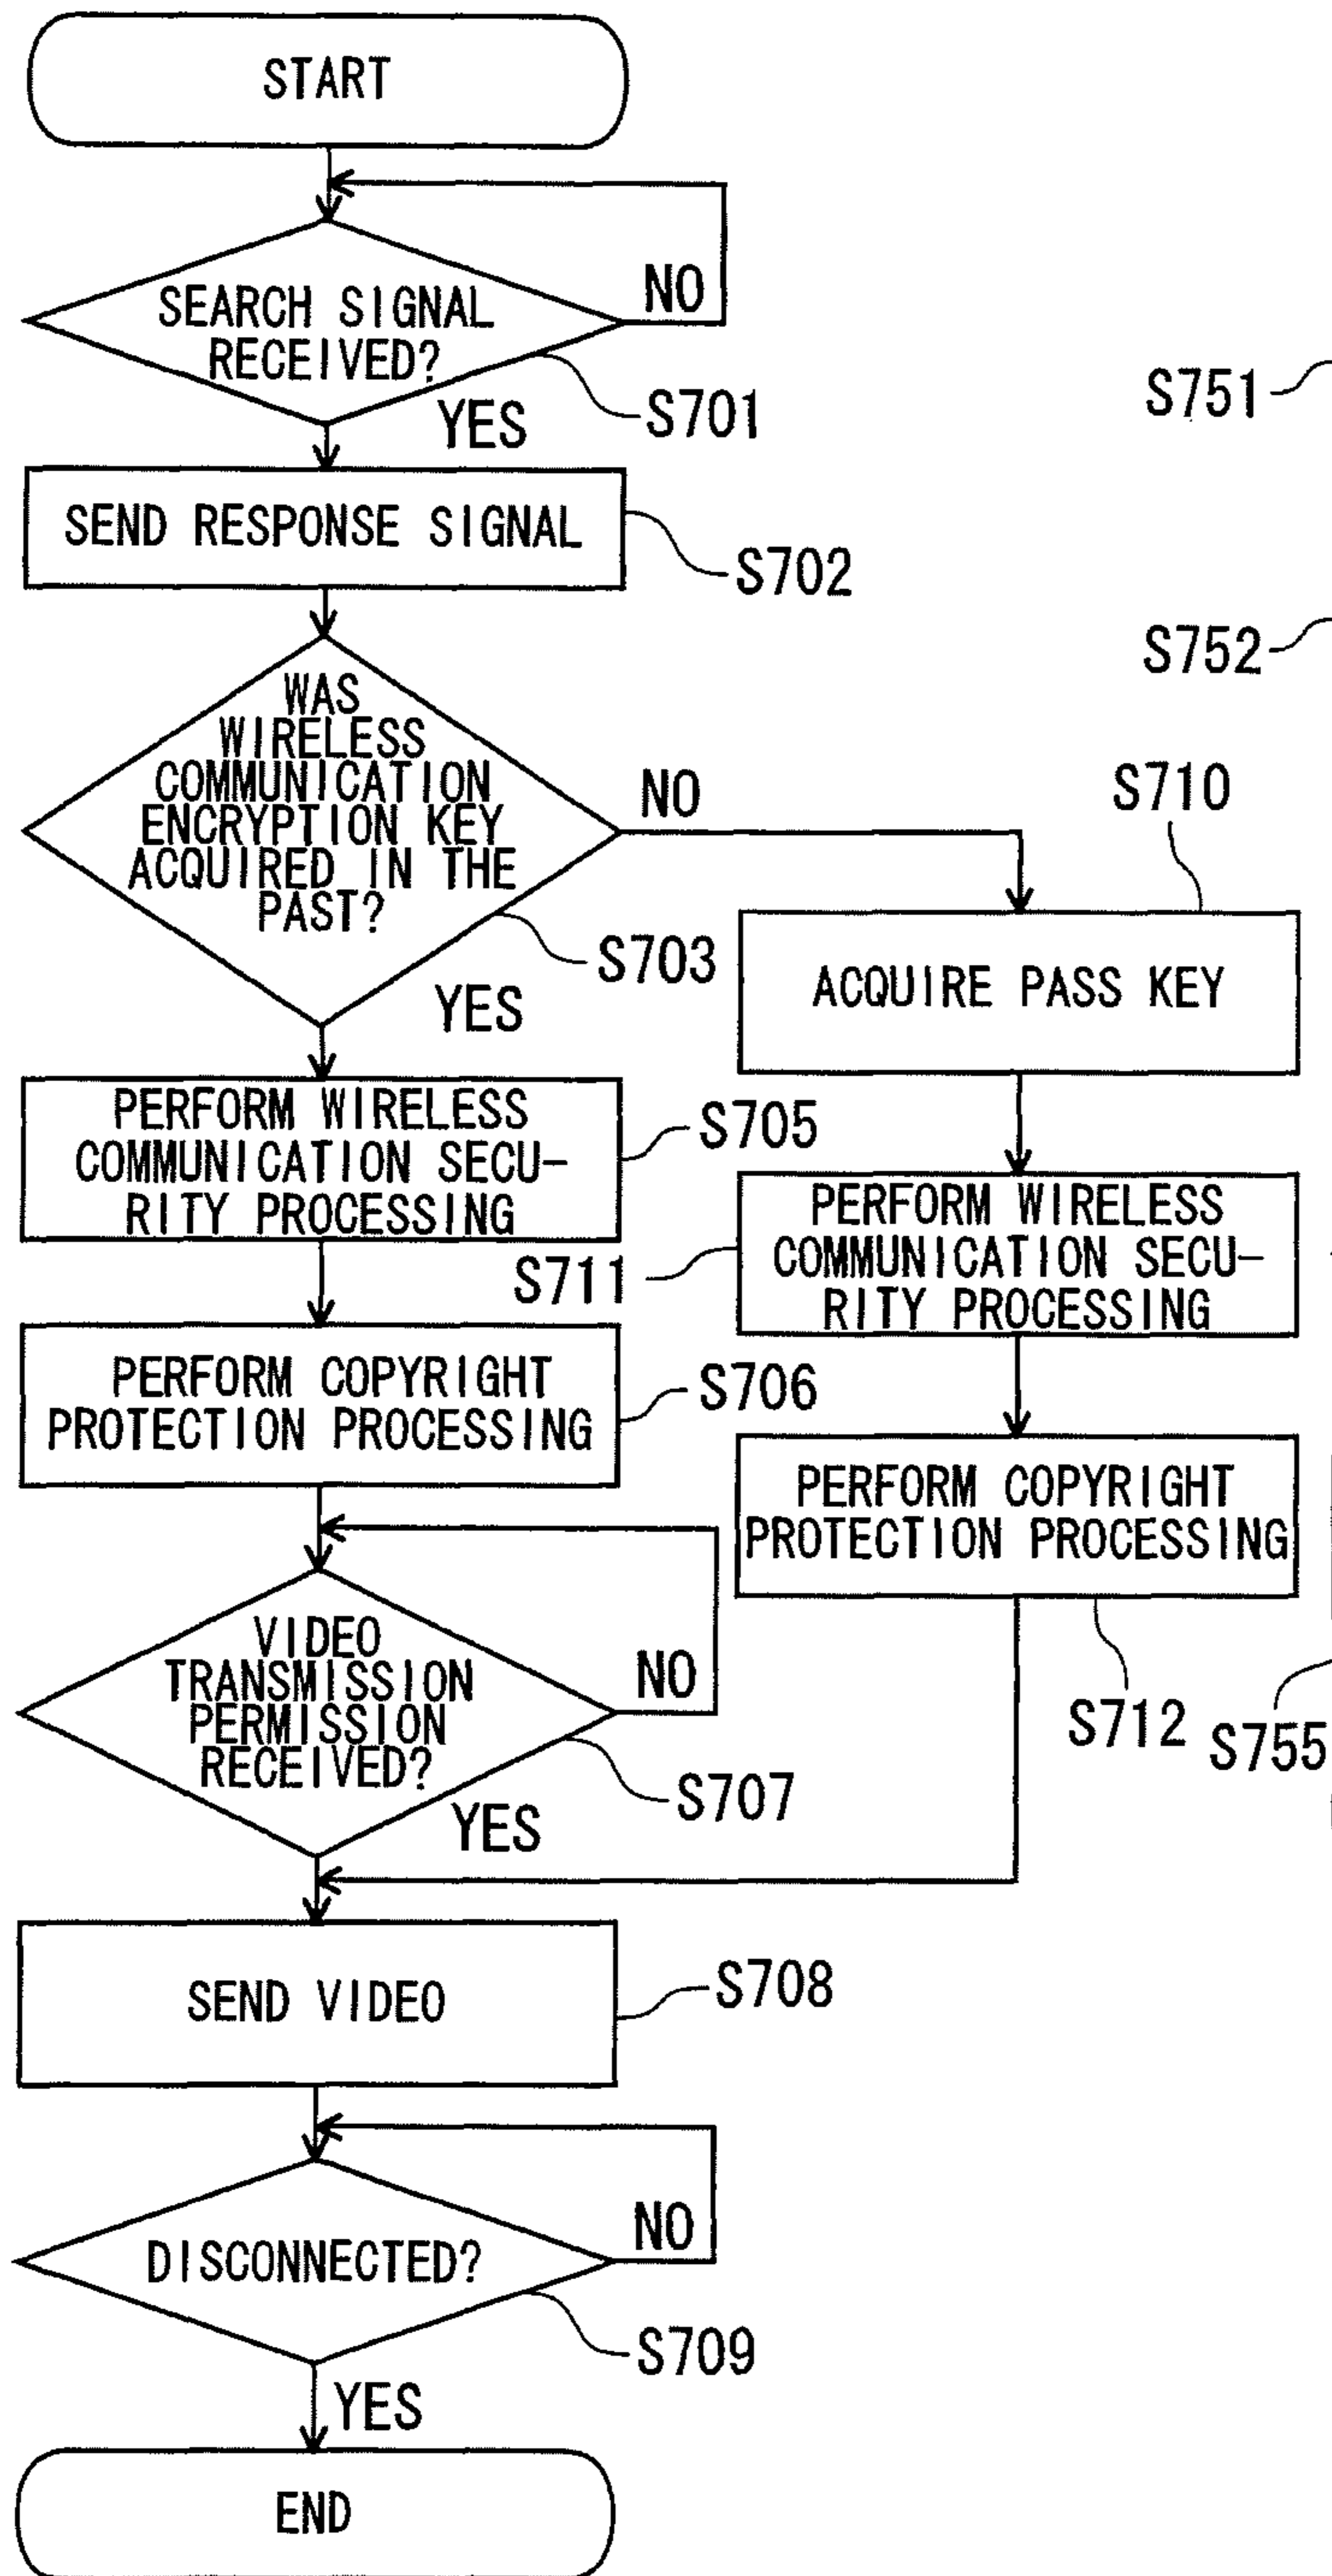 START
NO
SEARCH SIGNAL
RECEIVED?
S701
YES
SEND RESPONSE SIGNAL
S702
WAS
WIRELESS
COMMUNICATION
ENCRYPTION KEY
ACQUIRED IN THE
PAST?
NO
S703
YES
PERFORM WIRELESS
COMMUNICATION SECU-
RITY PROCESSING
S705
PERFORM COPYRIGHT
PROTECTION PROCESSING
S706
VIDEO
TRANSMISSION
PERMISSION
RECEIVED?
NO
S707
YES
SEND VIDEO
S708
DISCONNECTED?
NO
S709
YES
END
S710
ACQUIRE PASS KEY
S711
PERFORM WIRELESS
COMMUNICATION SECU-
RITY PROCESSING
PERFORM COPYRIGHT
PROTECTION PROCESSING
S712
S751
S752
S755